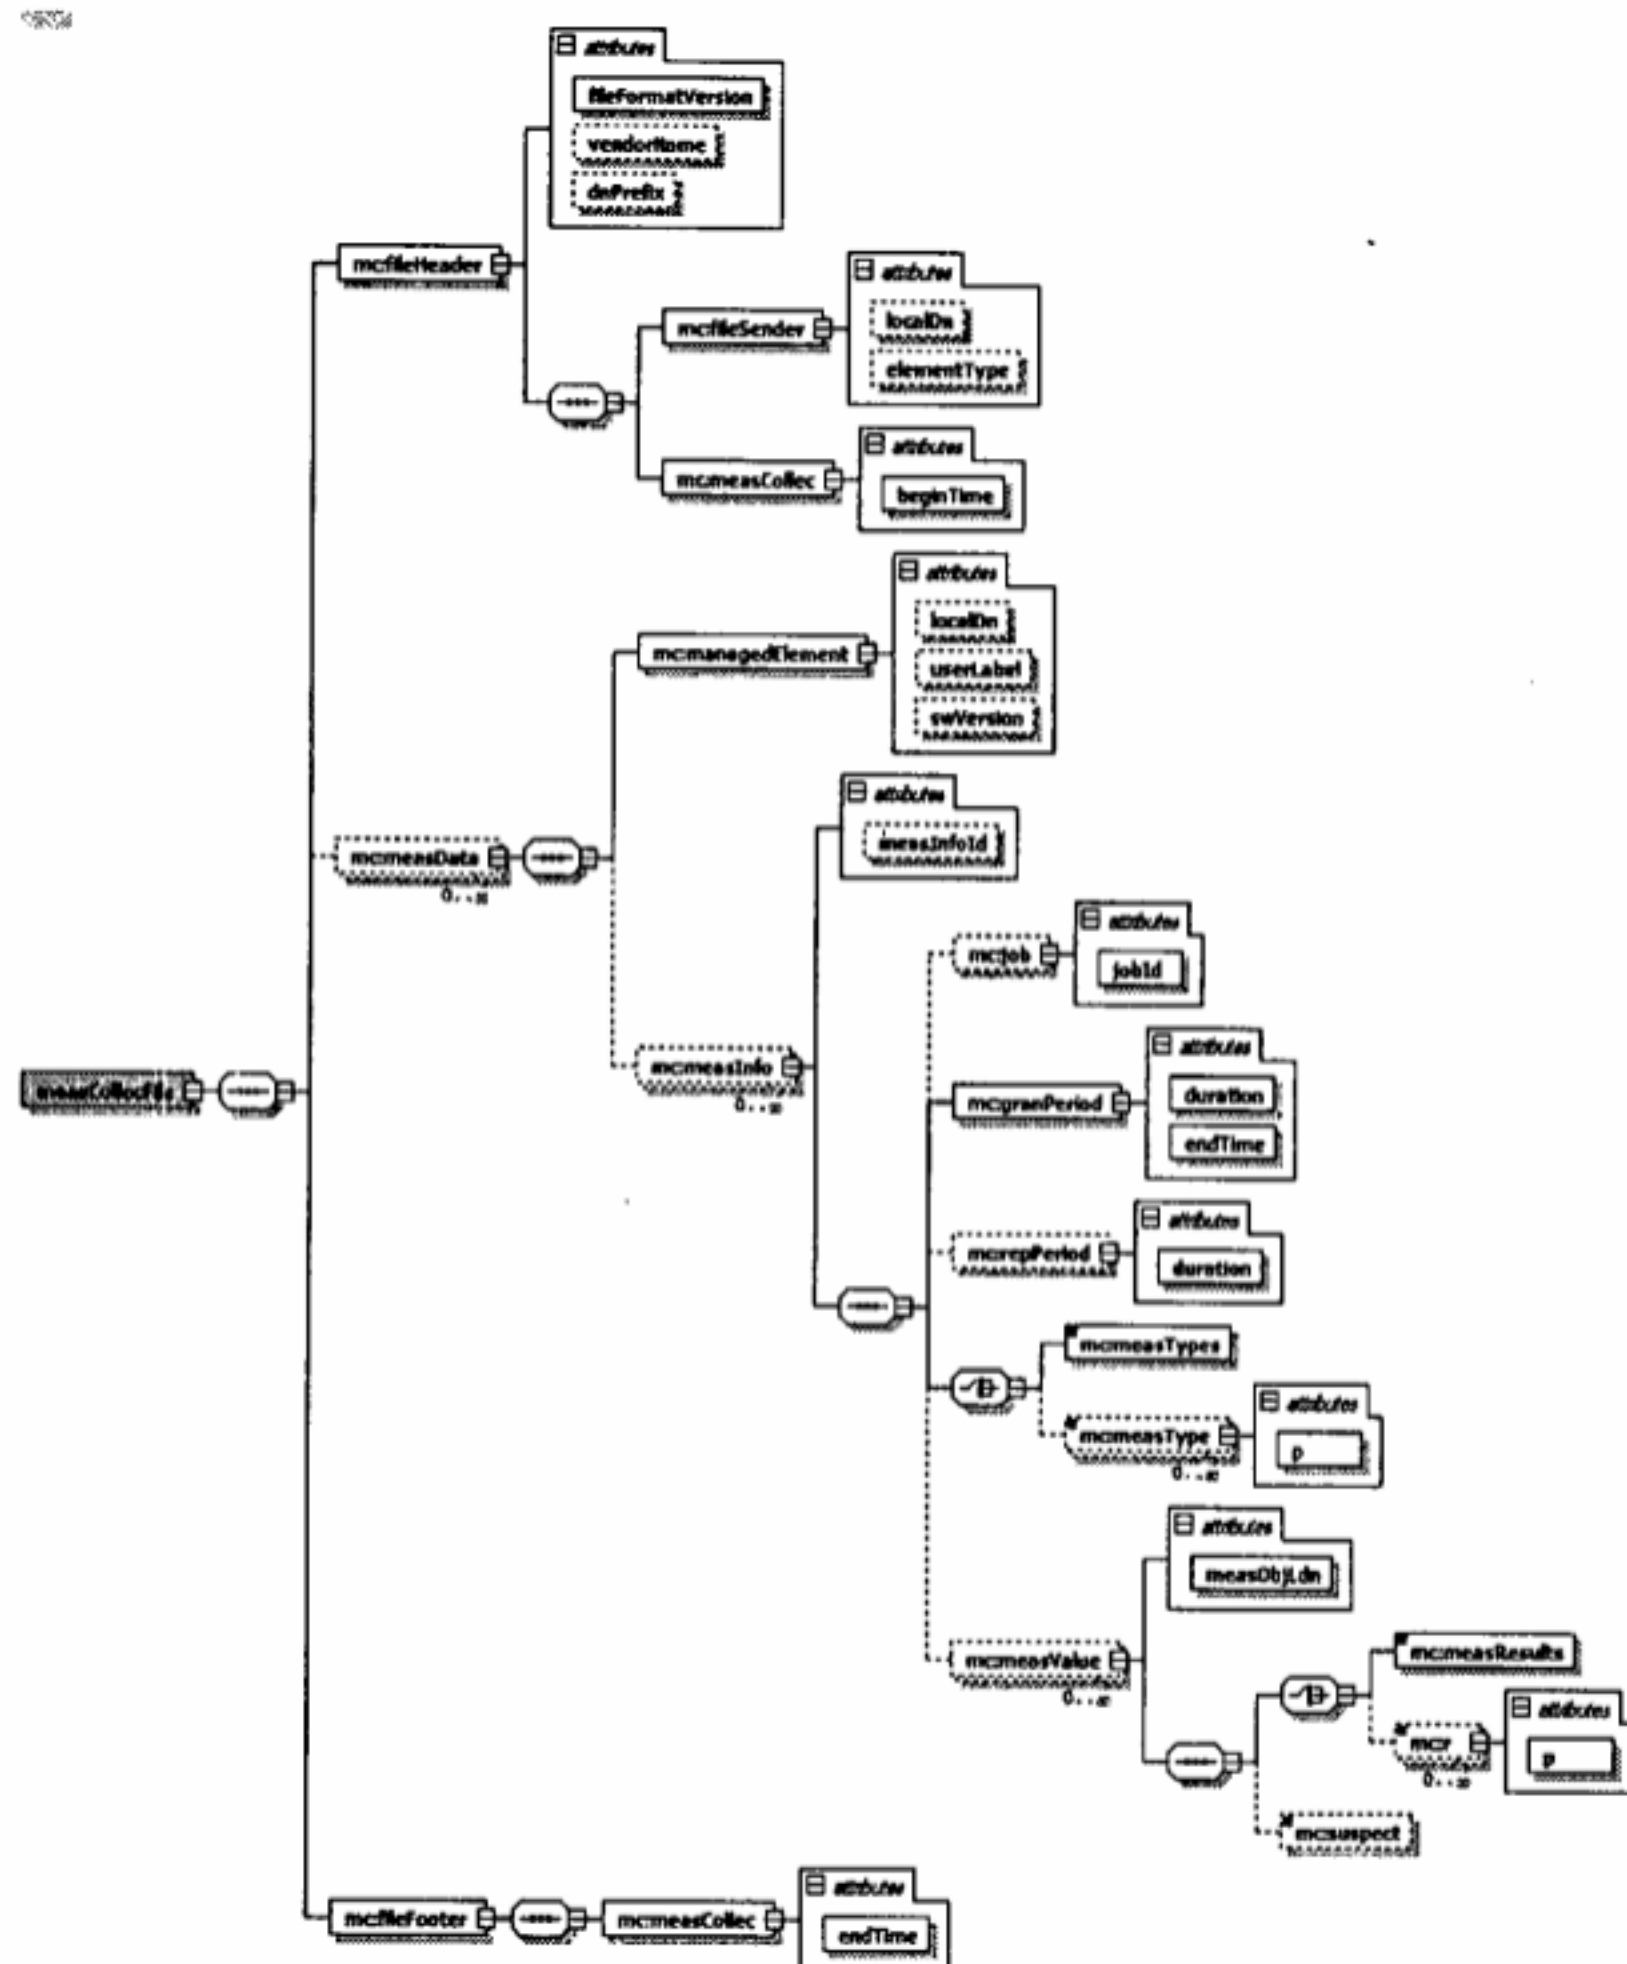 attributes
fileFormatVersion
vendorName
dnPrefix
mc:fileHeader
attributes
localDn
elementType
mc:fileSender
attributes
beginTime
mc:measCollec
attributes
localDn
userLabel
swVersion
mc:managedElement
attributes
measInfoId
mc:measData
0..∞
attributes
jobId
mc:job
attributes
duration
endTime
mc:measInfo
0..∞
mc:granPeriod
measCollecFile
attributes
duration
mc:repPeriod
mc:measTypes
attributes
p
mc:measType
0..∞
attributes
measObjLdn
mc:measValue
0..∞
mc:measResults
attributes
p
mc:r
0..∞
mc:suspect
attributes
endTime
mc:fileFooter
mc:measCollec